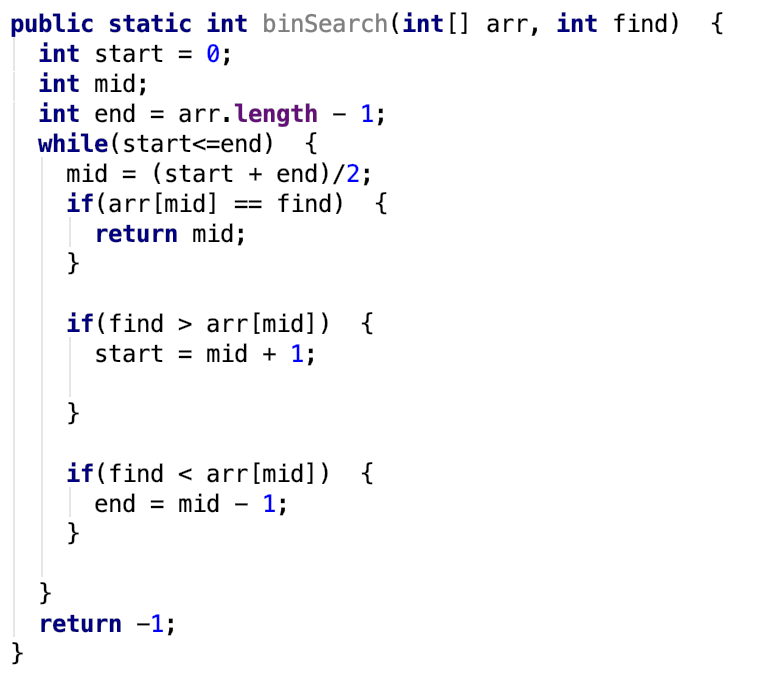 public static int binSearch(int[] arr, int find)  {
  int start = 0;
  int mid;
  int end = arr.length - 1;
  while(start<=end)  {
    mid = (start + end)/2;
    if(arr[mid] == find)  {
      return mid;
    }

    if(find > arr[mid])  {
      start = mid + 1;

    }

    if(find < arr[mid])  {
      end = mid - 1;
    }

  }
  return -1;
}